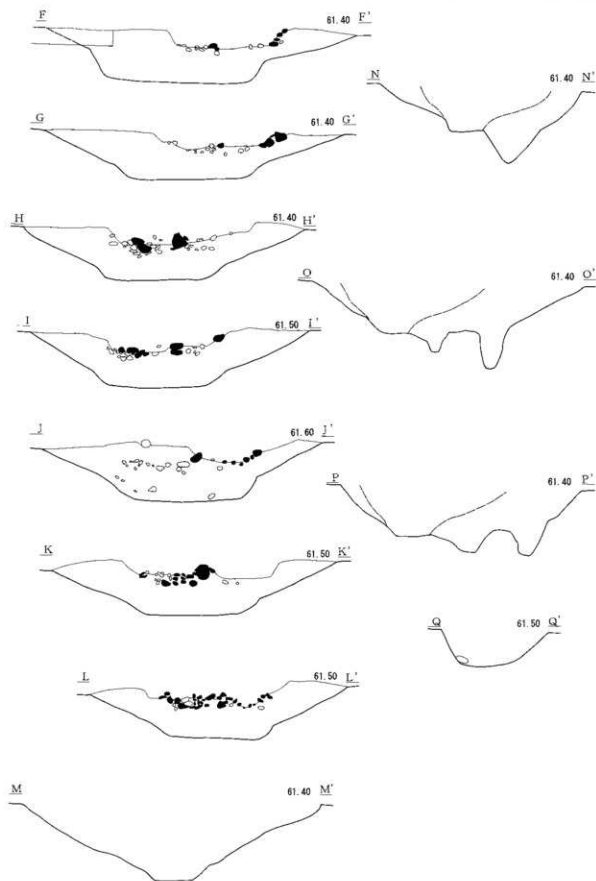 F 61.40 F'
G 61.40 G'
H 61.40 H'
I 61.50 I'
J 61.60 J'
K 61.50 K'
L 61.50 L'
M 61.40 M'
N 61.40 N'
O 61.40 O'
P 61.40 P'
Q 61.50 Q'